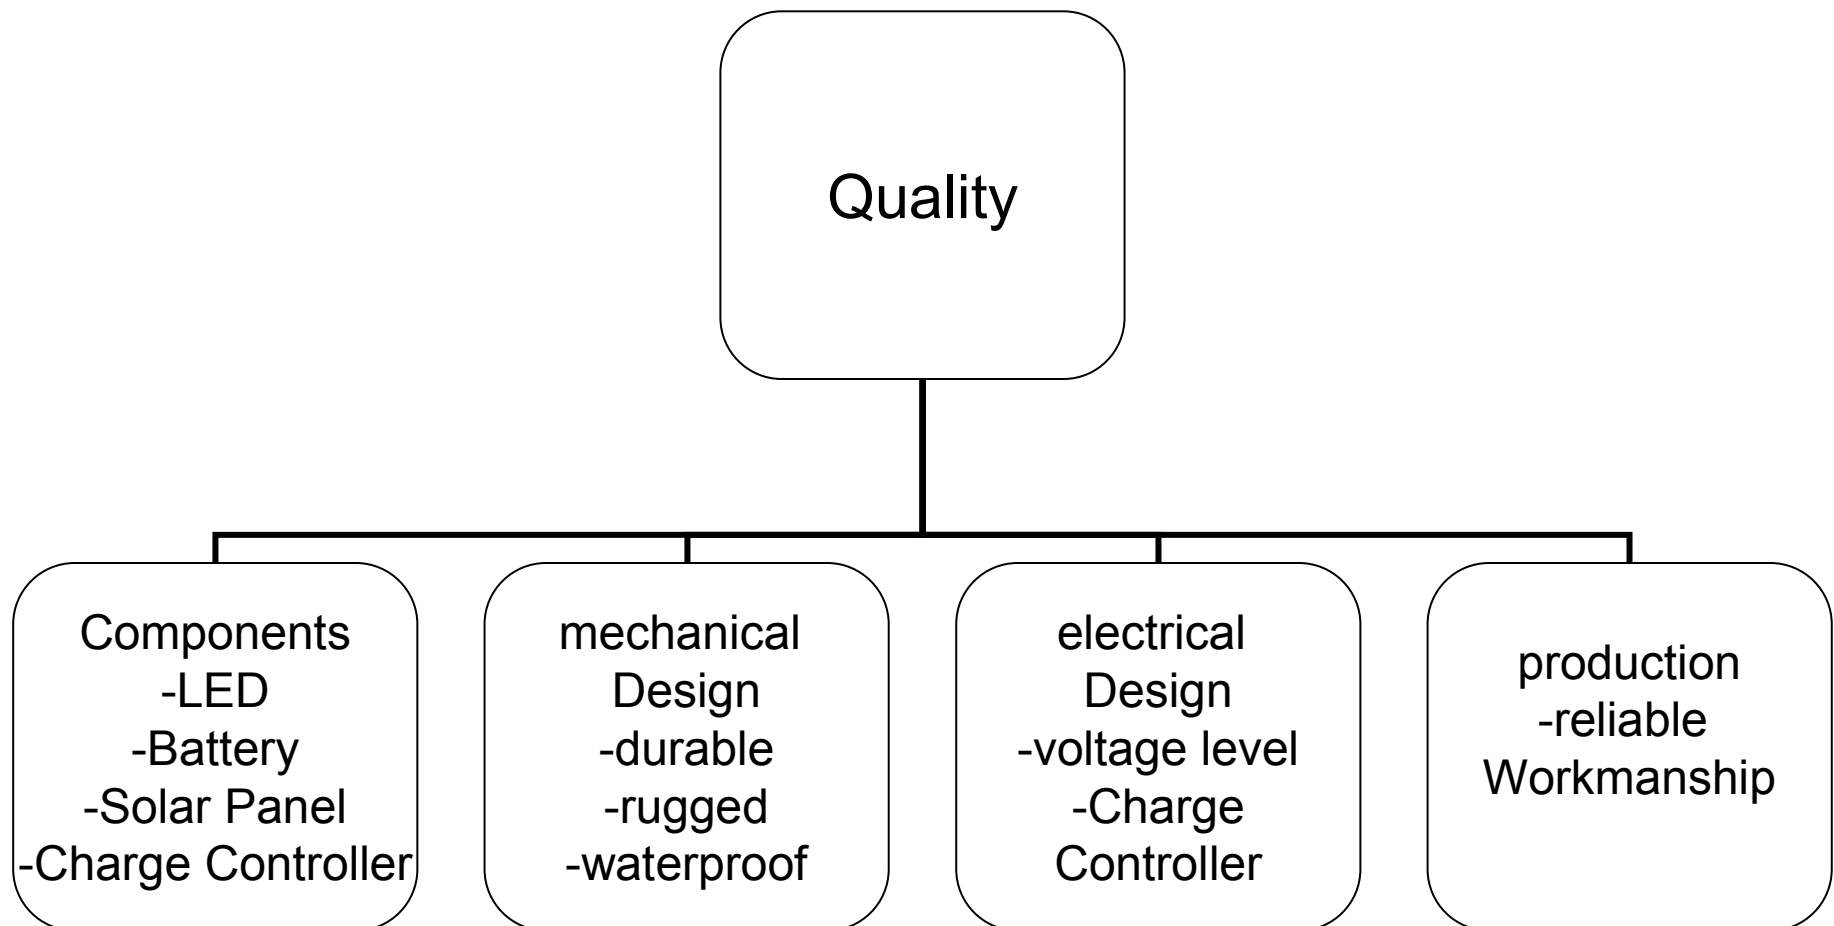 Quality
Components
-LED
-Battery
-Solar Panel
-Charge Controller
mechanical
Design
-durable
-rugged
-waterproof
electrical
Design
-voltage level
-Charge
Controller
production
-reliable
Workmanship